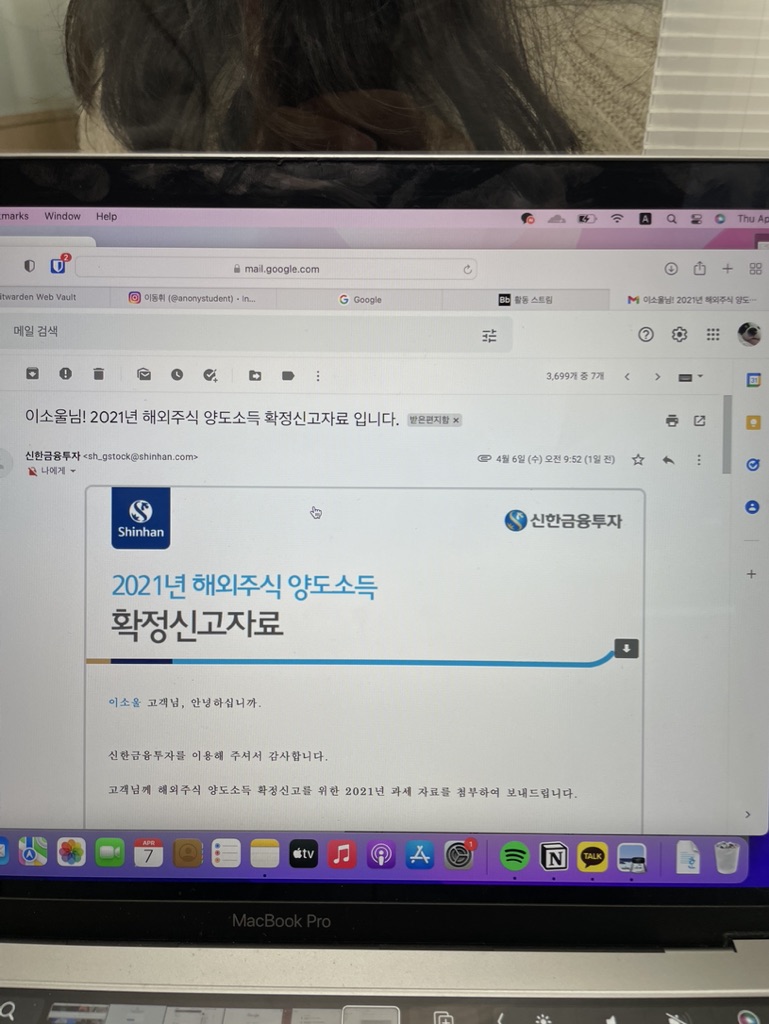 marks Window Help
A
Thu Ap
2
mail.google.com
itwarden Web Vault
이동휘 (@anonystudent) • In...
G Google
Bb 활동 스트림
이소울님! 2021년 해외주식 양도...
메일 검색
3,699개 중 7개
이소울님! 2021년 해외주식 양도소득 확정신고자료 입니다. 받은편지함 x
신한금융투자 <sh_gstock@shinhan.com>
4월 6일 (수) 오전 9:52 (1일 전)
나에게
Shinhan
신한금융투자
2021년 해외주식 양도소득
확정신고자료
이소울 고객님, 안녕하십니까.
신한금융투자를 이용해 주셔서 감사합니다.
고객님께 해외주식 양도소득 확정신고를 위한 2021년 과세 자료를 첨부하여 보내드립니다.
APR
7
tv
1
N
TALK
MacBook Pro